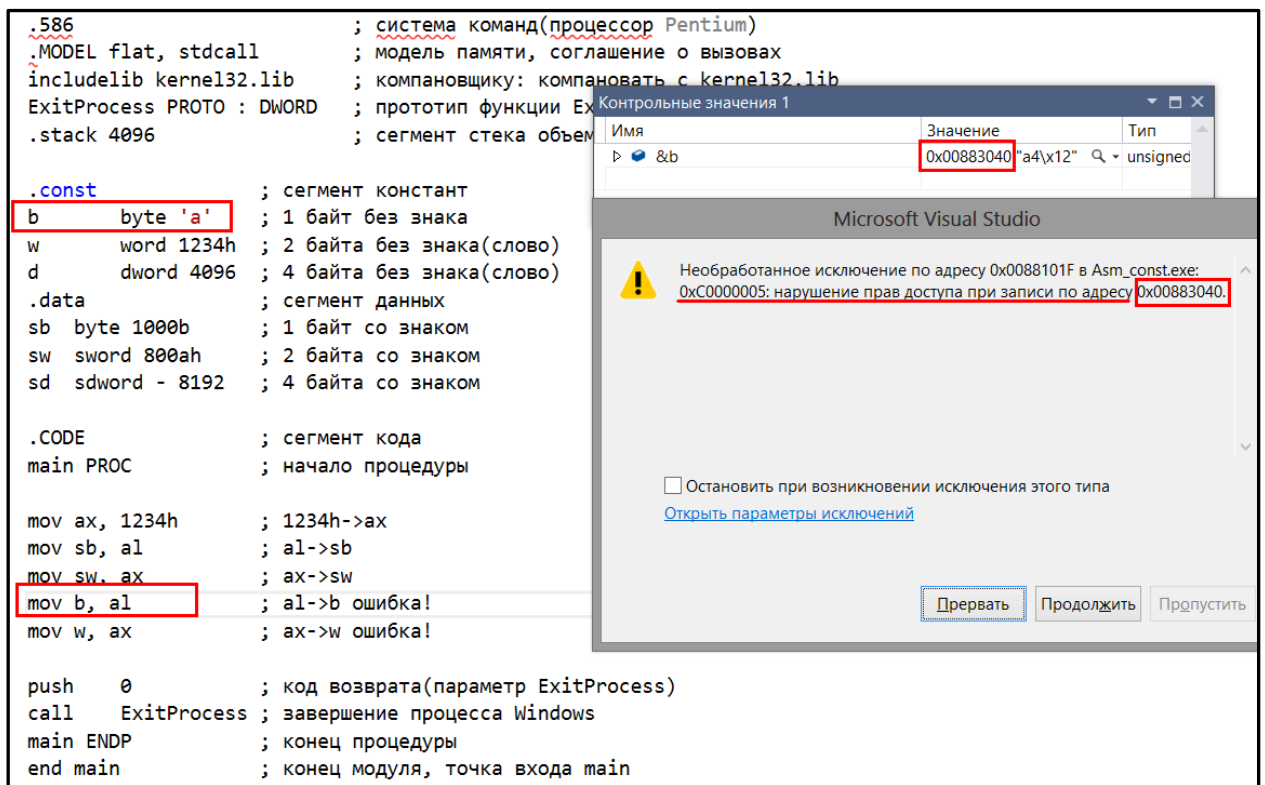 .586 ; система команд(процессор Pentium)
.MODEL flat, stdcall ; модель памяти, соглашение о вызовах
includelib kernel32.lib ; компановщику: компановать с kernel32.lib
ExitProcess PROTO : DWORD ; прототип функции Ex
.stack 4096 ; сегмент стека объем
.const ; сегмент констант
b byte 'a' ; 1 байт без знака
w word 1234h ; 2 байта без знака(слово)
d dword 4096 ; 4 байта без знака(слово)
.data ; сегмент данных
sb byte 1000b ; 1 байт со знаком
sw sword 800ah ; 2 байта со знаком
sd sdword - 8192 ; 4 байта со знаком
.CODE ; сегмент кода
main PROC ; начало процедуры
mov ax, 1234h ; 1234h->ax
mov sb, al ; al->sb
mov sw, ax ; ax->sw
mov b, al ; al->b ошибка!
mov w, ax ; ax->w ошибка!
push 0 ; код возврата(параметр ExitProcess)
call ExitProcess ; завершение процесса Windows
main ENDP ; конец процедуры
end main ; конец модуля, точка входа main
Контрольные значения 1
Имя Значение Тип
&b 0x00883040 "a4\x12" unsigned
Microsoft Visual Studio
Необработанное исключение по адресу 0x0088101F в Asm_const.exe:
0xC0000005: нарушение прав доступа при записи по адресу 0x00883040.
Остановить при возникновении исключения этого типа
Открыть параметры исключений
Прервать Продолжить Пропустить